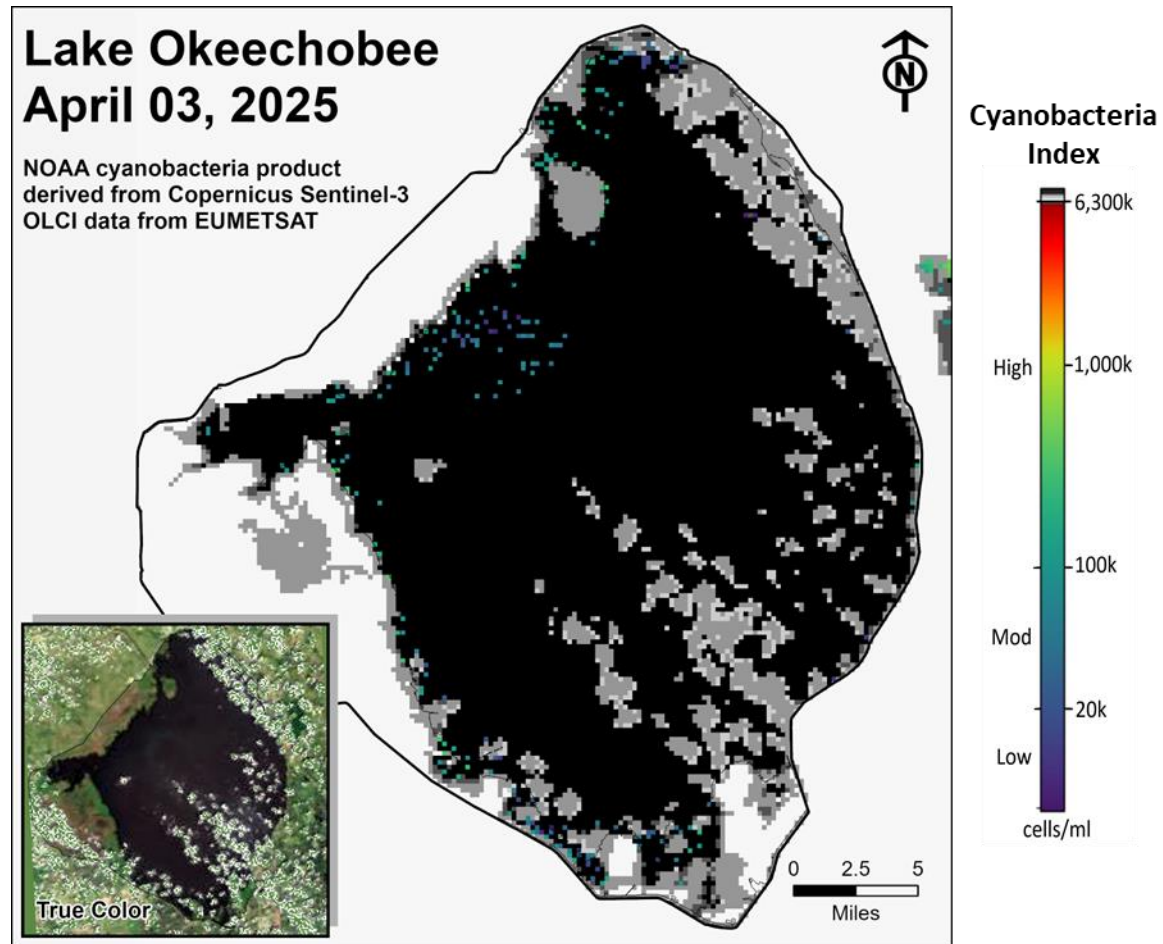 Lake Okeechobee
April 03, 2025
NOAA cyanobacteria product
derived from Copernicus Sentinel-3
OLCI data from EUMETSAT
N
Cyanobacteria
Index
6,300k
High
1,000k
100k
Mod
20k
Low
cells/ml
True Color
0 2.5 5
Miles